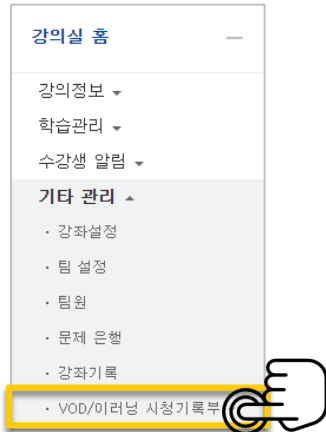 강의실 홈
강의정보
학습관리
수강생 알림
기타 관리
· 강좌설정
· 팀 설정
· 팀원
· 문제 은행
· 강좌기록
· VOD/이러닝 시청기록부